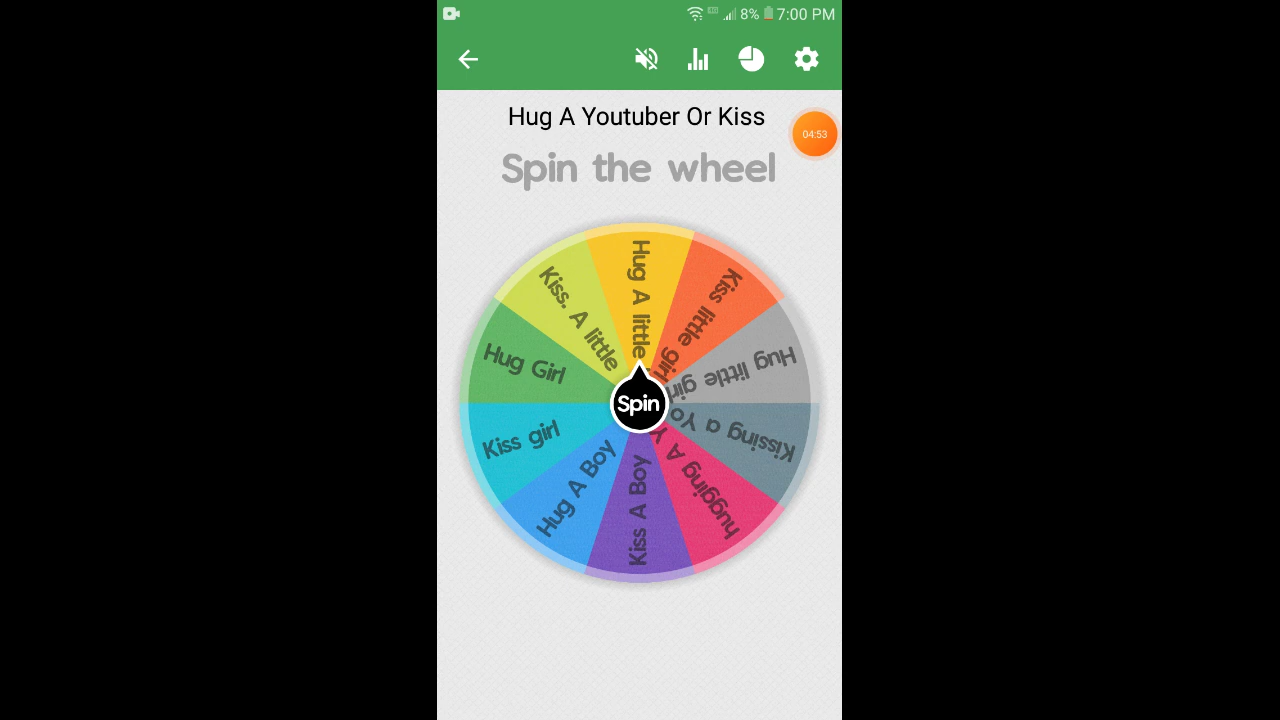 8% 7:00 PM
Hug A Youtuber Or Kiss
04:53
Spin the wheel
Hug A little
Kiss little girl
Hug little girl
Kissing a Yo
hugging A Y
Kiss A Boy
Hug A Boy
Kiss girl
Hug Girl
Kiss. A little
Spin